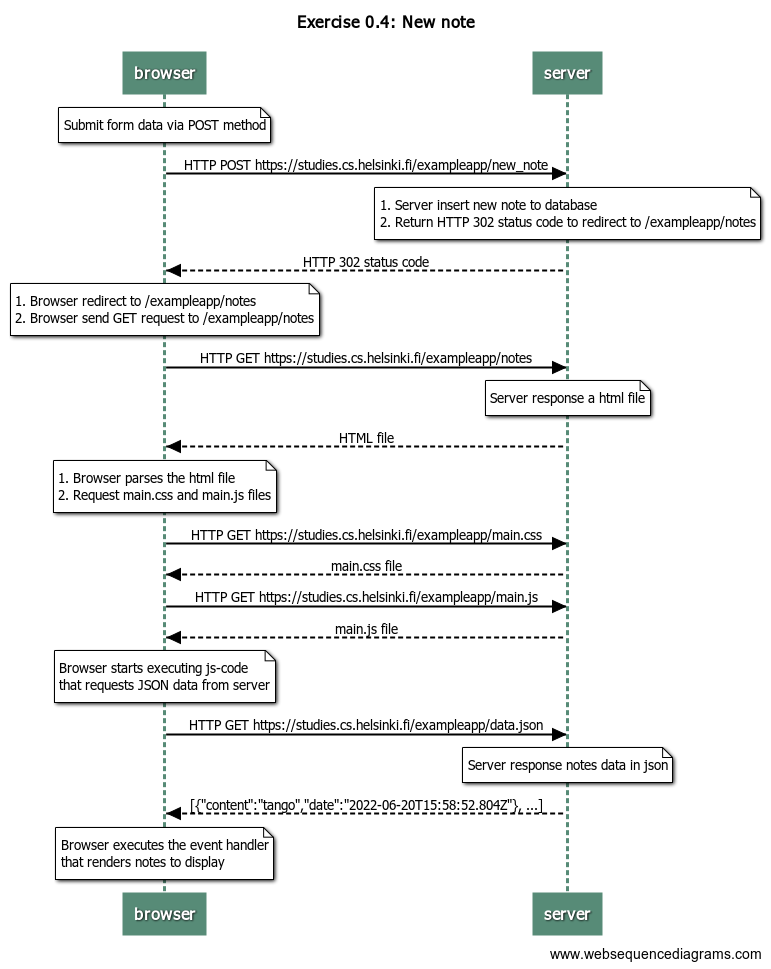 Exercise 0.4: New note
browser
server
Submit form data via POST method
HTTP POST https://studies.cs.helsinki.fi/exampleapp/new_note
1. Server insert new note to database
2. Return HTTP 302 status code to redirect to /exampleapp/notes
HTTP 302 status code
1. Browser redirect to /exampleapp/notes
2. Browser send GET request to /exampleapp/notes
HTTP GET https://studies.cs.helsinki.fi/exampleapp/notes
Server response a html file
HTML file
1. Browser parses the html file
2. Request main.css and main.js files
HTTP GET https://studies.cs.helsinki.fi/exampleapp/main.css
main.css file
HTTP GET https://studies.cs.helsinki.fi/exampleapp/main.js
main.js file
Browser starts executing js-code
that requests JSON data from server
HTTP GET https://studies.cs.helsinki.fi/exampleapp/data.json
Server response notes data in json
[{"content":"tango","date":"2022-06-20T15:58:52.804Z"}, ...]
Browser executes the event handler
that renders notes to display
browser
server
www.websequencediagrams.com